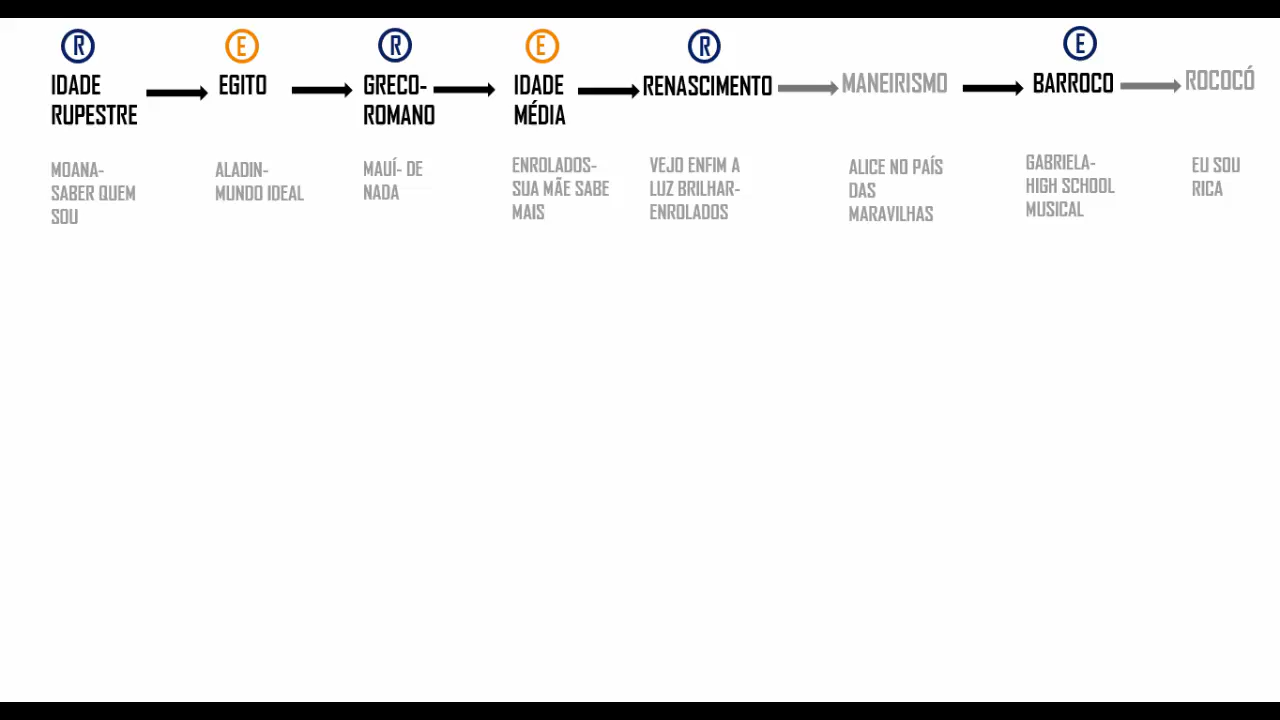 R
IDADE
RUPESTRE
MOANA-
SABER QUEM
SOU
E
EGITO
ALADIN-
MUNDO IDEAL
R
GRECO-
ROMANO
MAUÍ- DE
NADA
E
IDADE
MÉDIA
ENROLADOS-
SUA MÃE SABE
MAIS
R
RENASCIMENTO
VEJO ENFIM A
LUZ BRILHAR-
ENROLADOS
MANEIRISMO
ALICE NO PAÍS
DAS
MARAVILHAS
E
BARROCO
GABRIELA-
HIGH SCHOOL
MUSICAL
ROCOCÓ
EU SOU
RICA